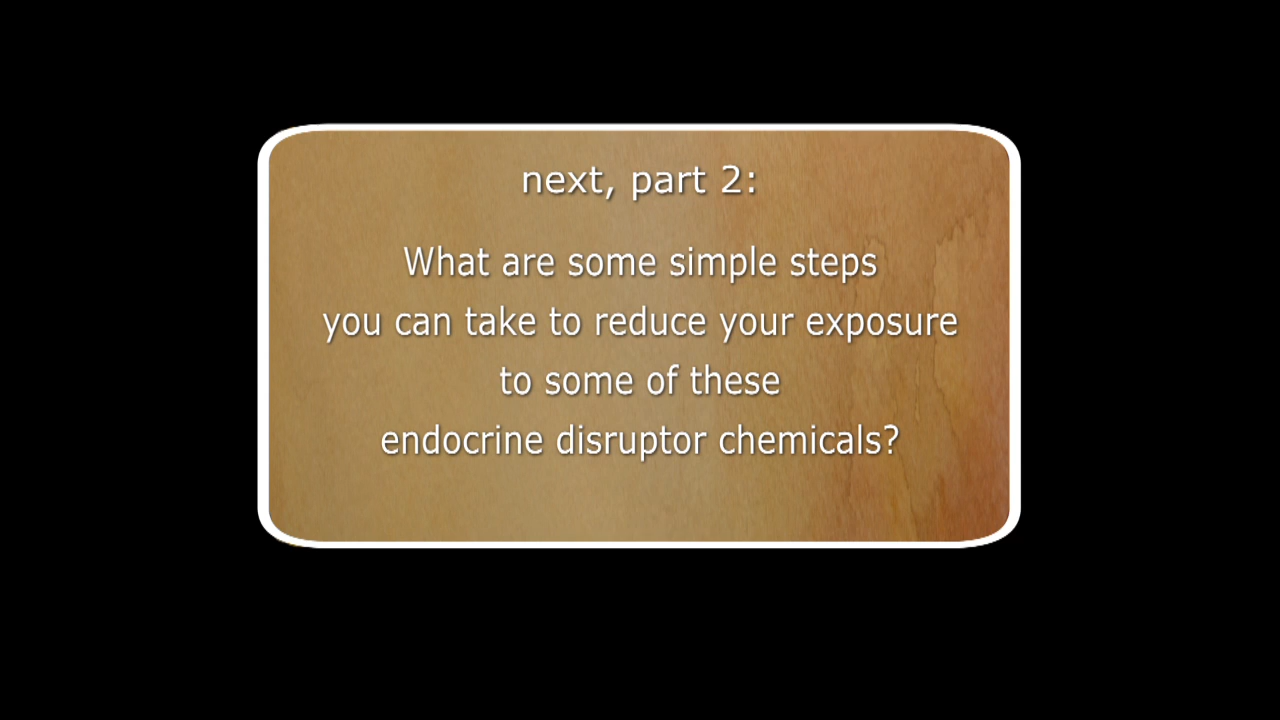 next, part 2:
What are some simple steps
you can take to reduce your exposure
to some of these
endocrine disruptor chemicals?